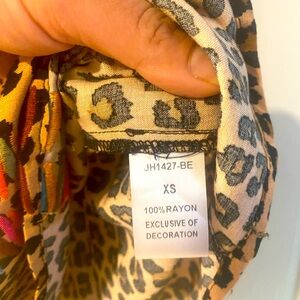 JH1427-BE
XS
100%RAYON
EXCLUSIVE OF
DECORATION